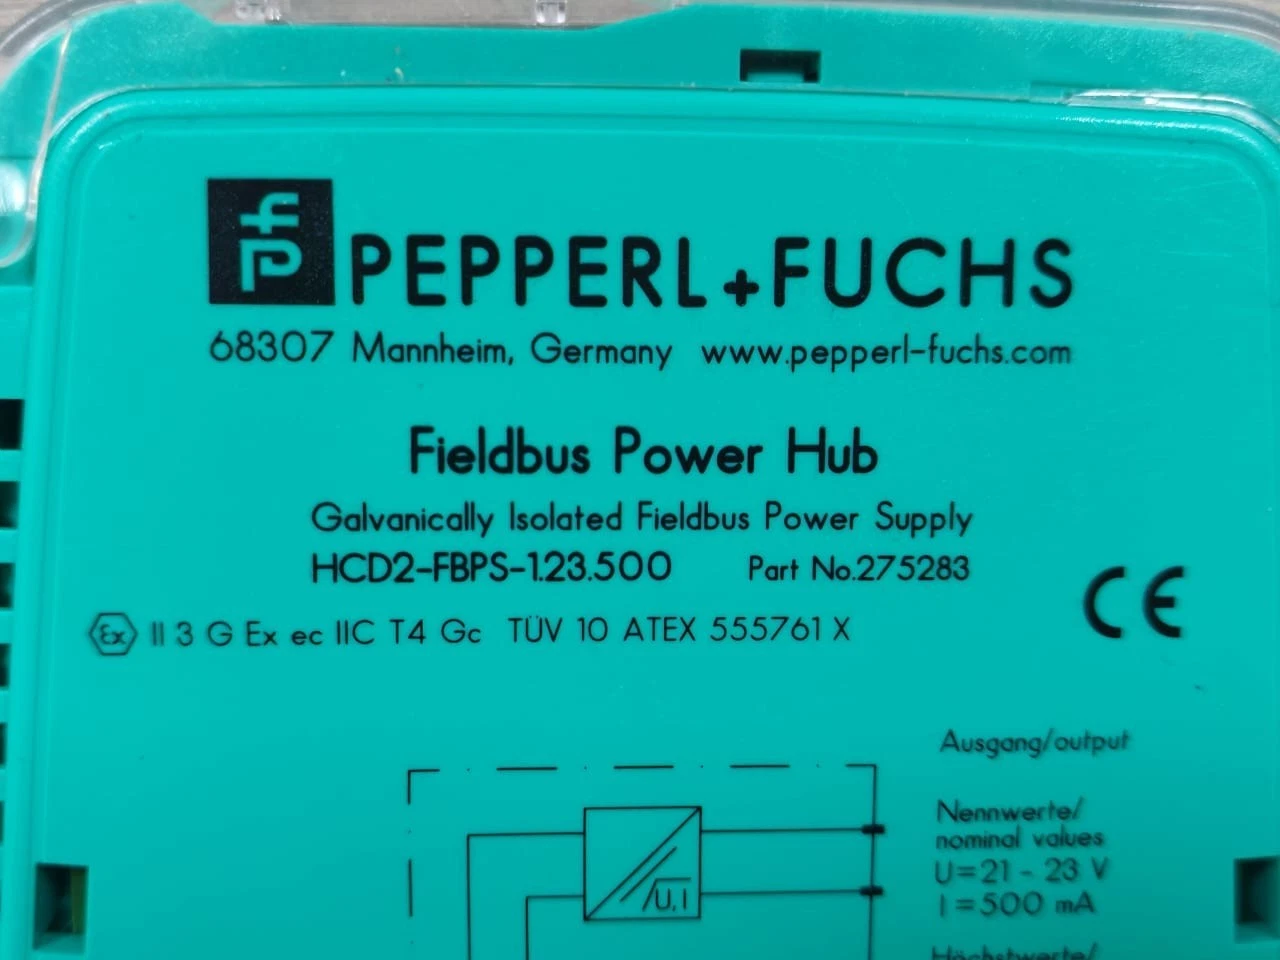 PEPPERL+FUCHS
68307 Mannheim, Germany www.pepperl-fuchs.com
Fieldbus Power Hub
Galvanically Isolated Fieldbus Power Supply
HCD2-FBPS-1.23.500 Part No.275283
CE
Ex II 3 G Ex ec IIC T4 Gc TÜV 10 ATEX 555761 X
Ausgang/output
Nennwerte/
nominal values
U=21 - 23 V
I =500 mA
U, I
Höchstwerte/